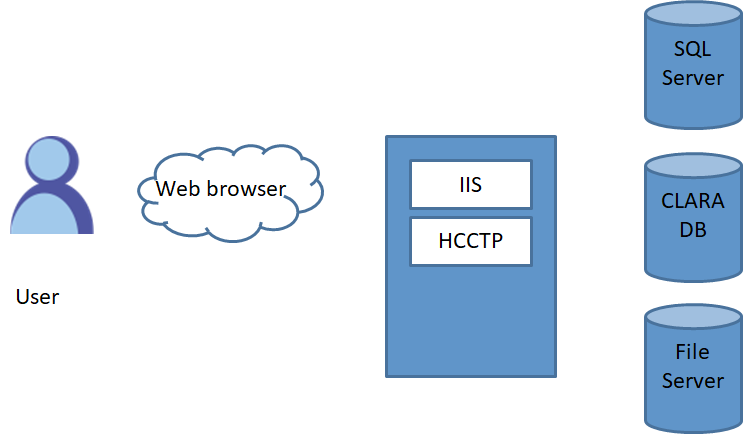 User
Web browser
IIS
HCCTP
SQL
Server
CLARA
DB
File
Server